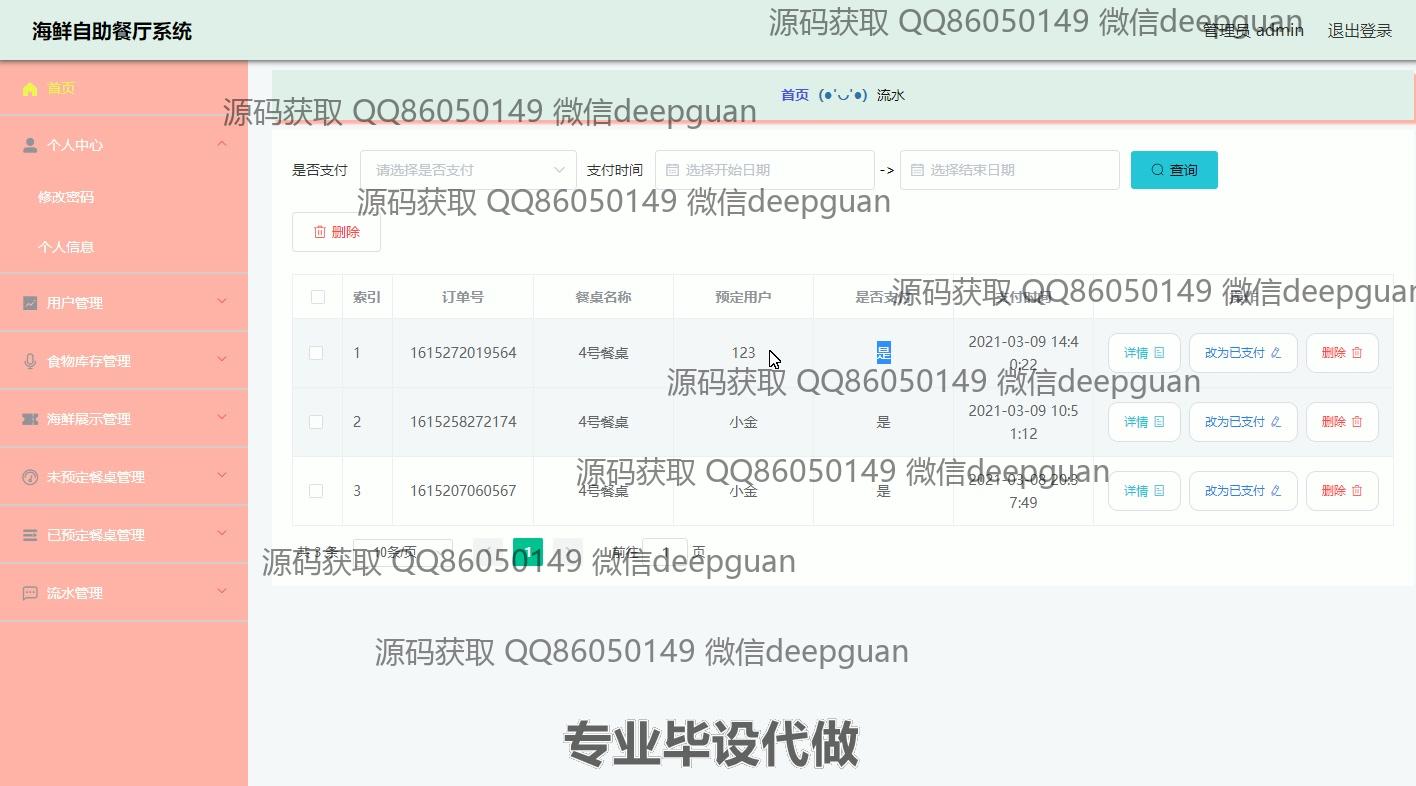 海鲜自助餐厅系统
源码获取 QQ86050149 微信deepguan
管理员 admin
退出登录
首页
个人中心
修改密码
个人信息
用户管理
食物库存管理
海鲜展示管理
未预定餐桌管理
已预定餐桌管理
流水管理
首页 (●'◡'●) 流水
源码获取 QQ86050149 微信deepguan
是否支付 请选择是否支付 支付时间 选择开始日期 -> 选择结束日期 查询
源码获取 QQ86050149 微信deepguan
删除
源码获取 QQ86050149 微信deepguan
索引 订单号 餐桌名称 预定用户 是否支付 支付时间 操作
1 1615272019564 4号餐桌 123 是 2021-03-09 14:4
0:22 详情 改为已支付 删除
源码获取 QQ86050149 微信deepguan
2 1615258272174 4号餐桌 小金 是 2021-03-09 10:5
1:12 详情 改为已支付 删除
源码获取 QQ86050149 微信deepguan
3 1615207060567 4号餐桌 小金 是 2021-03-08 20:3
7:49 详情 改为已支付 删除
共 3 条 10条/页 < 1 > 前往 1 页
源码获取 QQ86050149 微信deepguan
源码获取 QQ86050149 微信deepguan
专业毕设代做